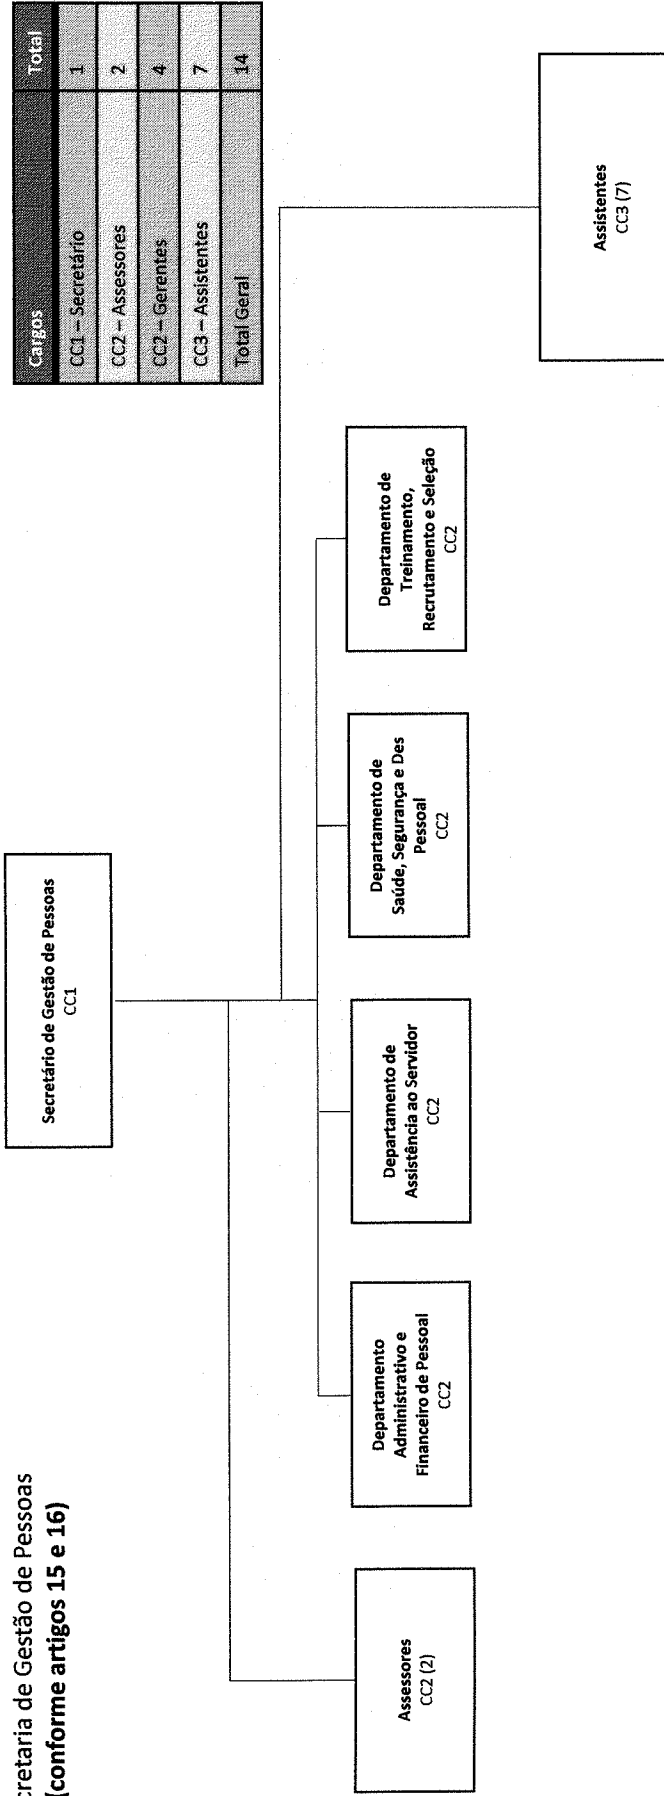 Gestão de Pessoas
(conforme artigos 15 e 16)
Cargos Total
CC1 – Secretário 1
CC2 – Assessores 2
CC2 – Gerentes 4
CC3 – Assistentes 7
Total Geral 14
Secretário de Gestão de Pessoas
CC1
Assessores
CC2 (2)
Departamento
Administrativo e
Financeiro de Pessoal
CC2
Departamento de
Assistência ao Servidor
CC2
Departamento de
Saúde, Segurança e Des
Pessoal
CC2
Departamento de
Treinamento,
Recrutamento e Seleção
CC2
Assistentes
CC3 (7)